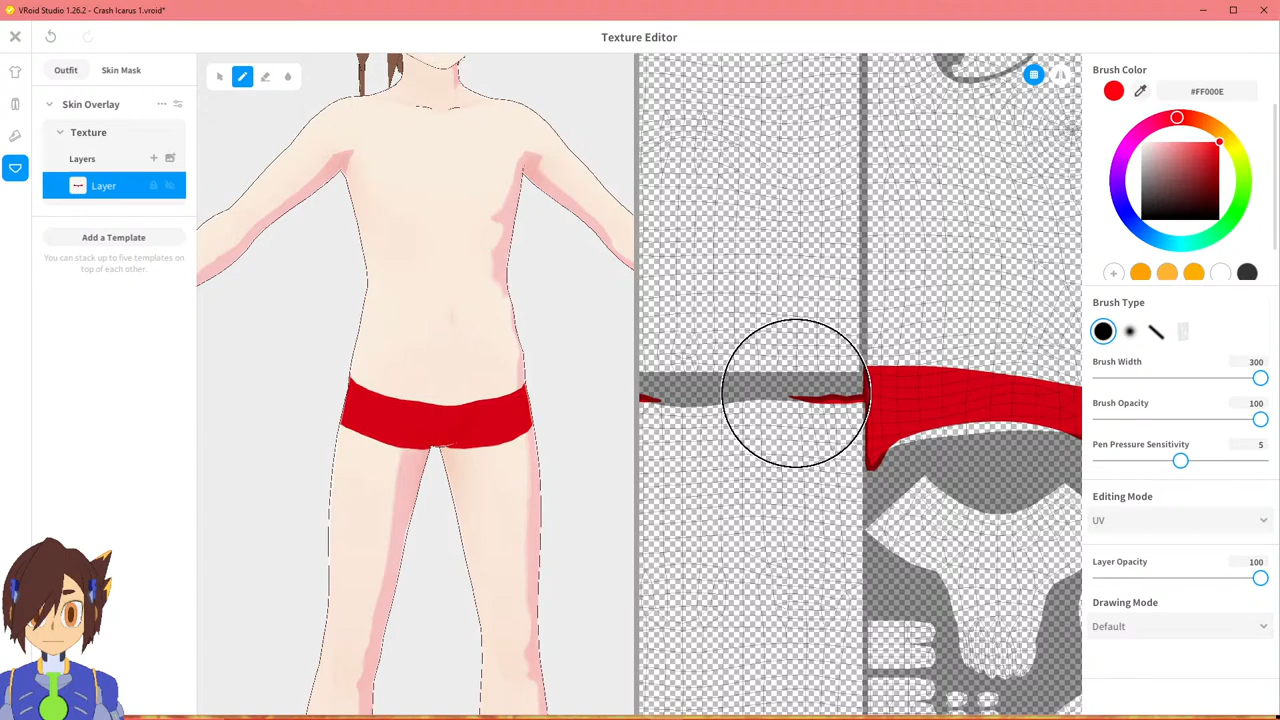 VRoid Studio 1.26.2 - Crash Icarus 1.vroid*
Texture Editor
Outfit
Skin Mask
Skin Overlay
Texture
Layers
Layer
Add a Template
You can stack up to five templates on
top of each other.
Brush Color
#FF000E
Brush Type
Brush Width
300
Brush Opacity
100
Pen Pressure Sensitivity
5
Editing Mode
UV
Layer Opacity
100
Drawing Mode
Default